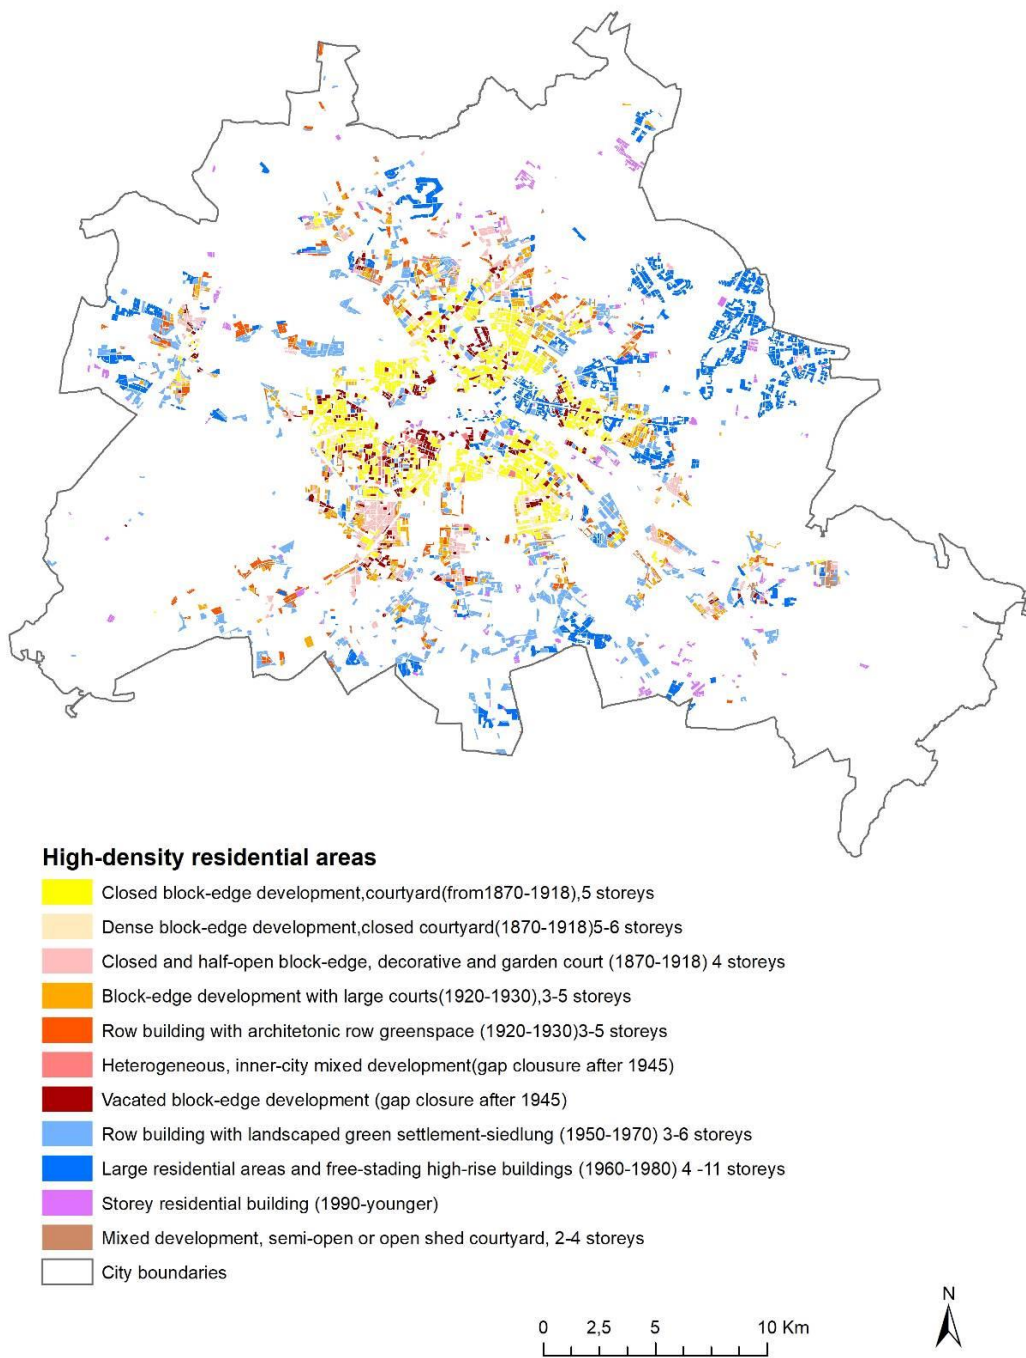 High-density residential areas
Closed block-edge development,courtyard(from1870-1918),5 storeys
Dense block-edge development,closed courtyard(1870-1918)5-6 storeys
Closed and half-open block-edge, decorative and garden court (1870-1918) 4 storeys
Block-edge development with large courts(1920-1930),3-5 storeys
Row building with architetonic row greenspace (1920-1930)3-5 storeys
Heterogeneous, inner-city mixed development(gap clousure after 1945)
Vacated block-edge development (gap closure after 1945)
Row building with landscaped green settlement-siedlung (1950-1970) 3-6 storeys
Large residential areas and free-stading high-rise buildings (1960-1980) 4 -11 storeys
Storey residential building (1990-younger)
Mixed development, semi-open or open shed courtyard, 2-4 storeys
City boundaries
N
0 2,5 5 10 Km